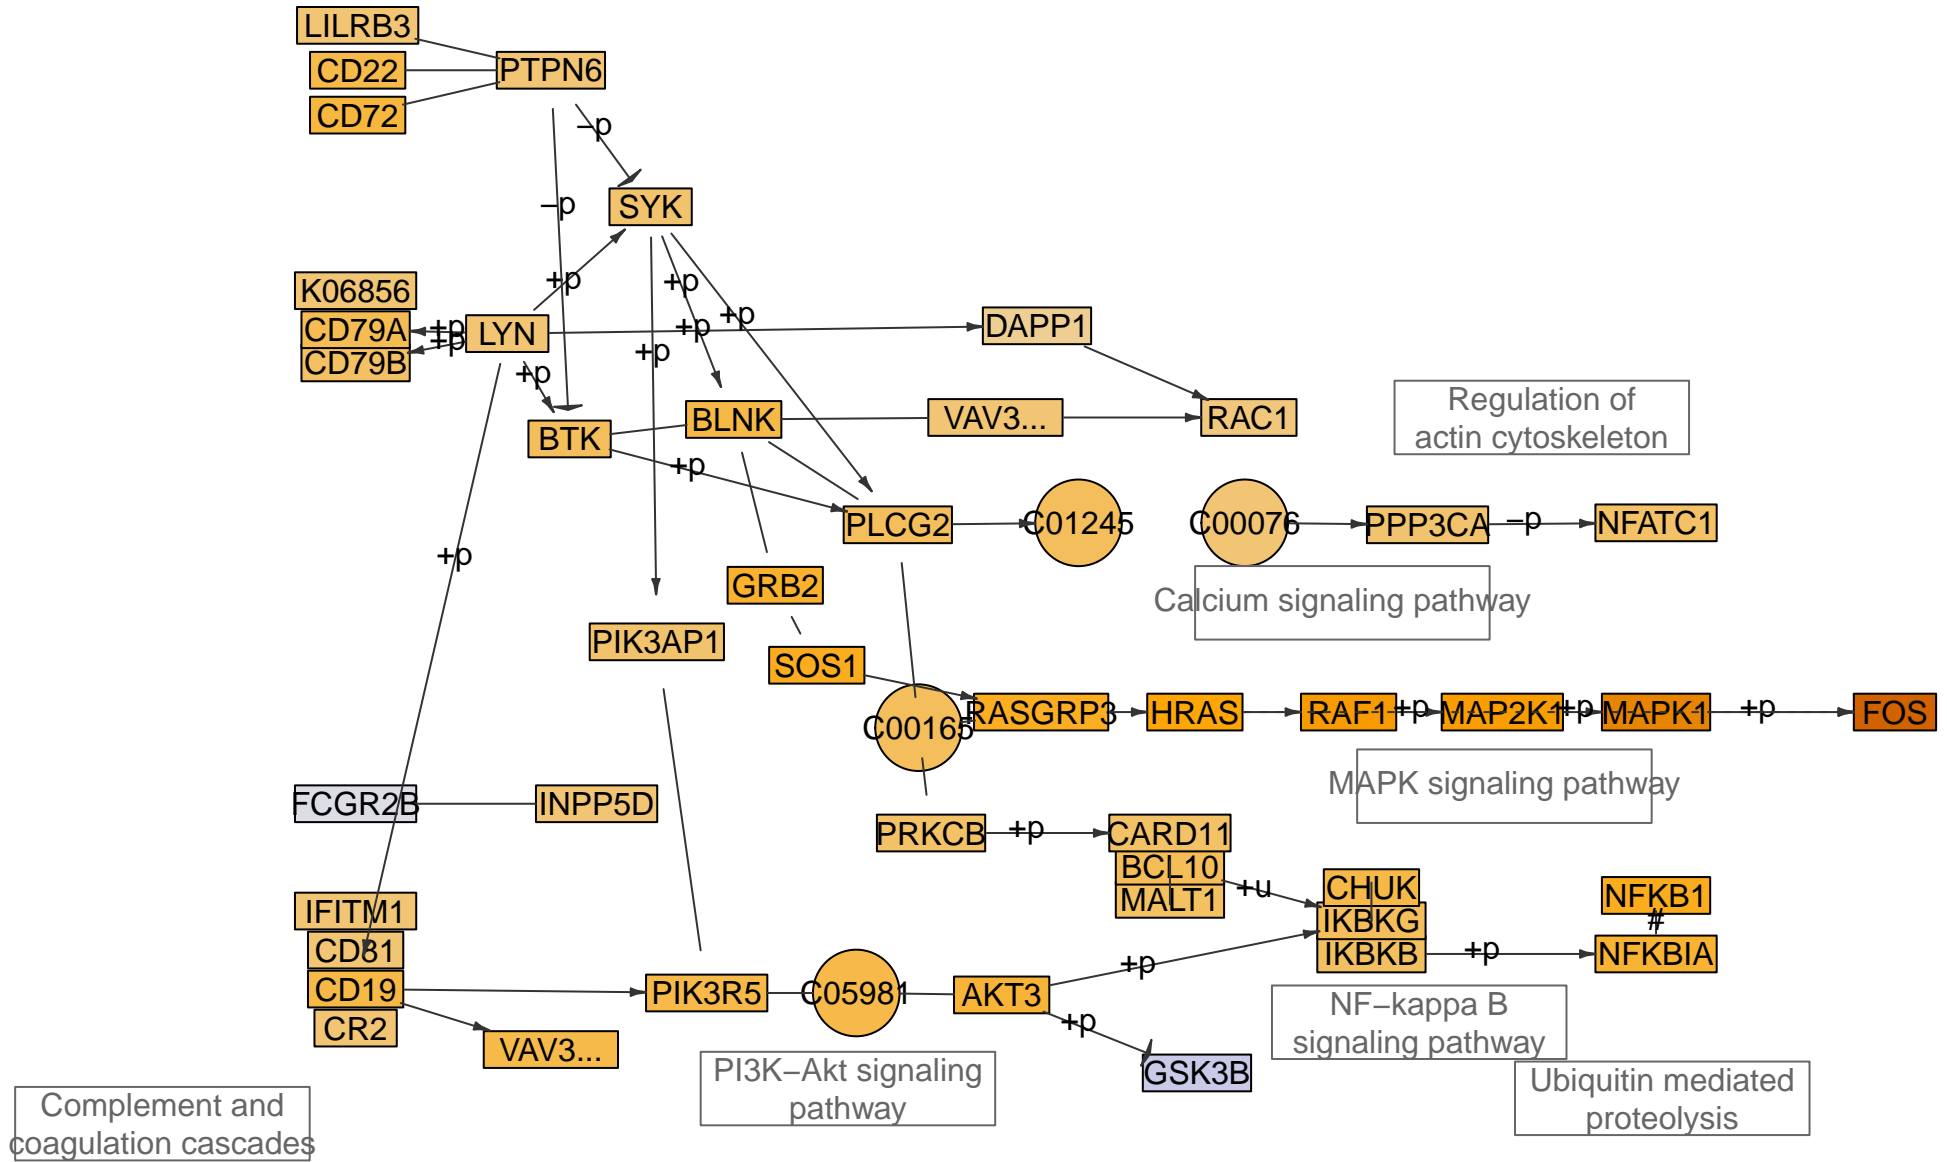 LILRB3
CD22
PTPN6
CD72
–p
SYK
–p
+p
+p
K06856
CD79A
+p
LYN
+p
+p
DAPP1
CD79B
+p
+p
+p
BTK
BLNK
VAV3...
RAC1
Regulation of
actin cytoskeleton
+p
PLCG2
C01245
C00076
PPP3CA
–p
NFATC1
+p
GRB2
Calcium signaling pathway
PIK3AP1
SOS1
C00165
RASGRP3
HRAS
RAF1
+p
MAP2K1
+p
MAPK1
+p
FOS
MAPK signaling pathway
FCGR2B
INPP5D
PRKCB
+p
CARD11
BCL10
MALT1
+u
CHUK
IKBKG
IKBKB
+p
NFKB1
#
NFKBIA
IFITM1
CD81
CD19
CR2
VAV3...
PIK3R5
C05981
AKT3
+p
+p
GSK3B
NF–kappa B
signaling pathway
PI3K–Akt signaling
pathway
Ubiquitin mediated
proteolysis
Complement and
coagulation cascades